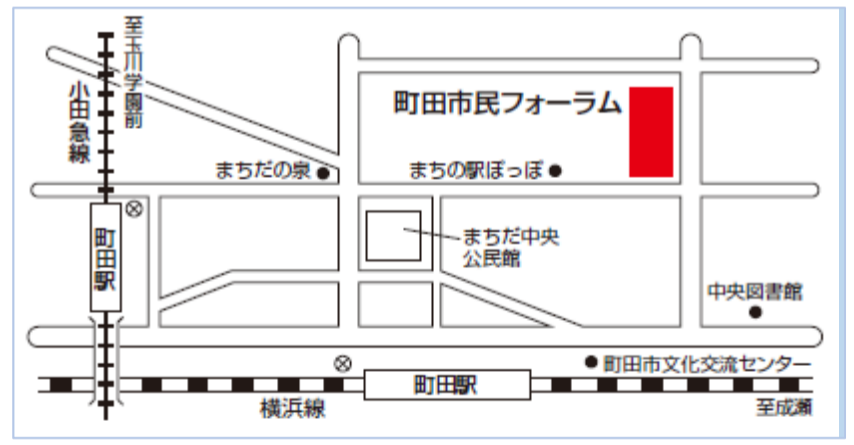 至玉川学園前
小田急線
町田市民フォーラム
まちだの泉
まちの駅ぽっぽ
町田駅
まちだ中央
公民館
中央図書館
町田市文化交流センター
町田駅
横浜線
至成瀬